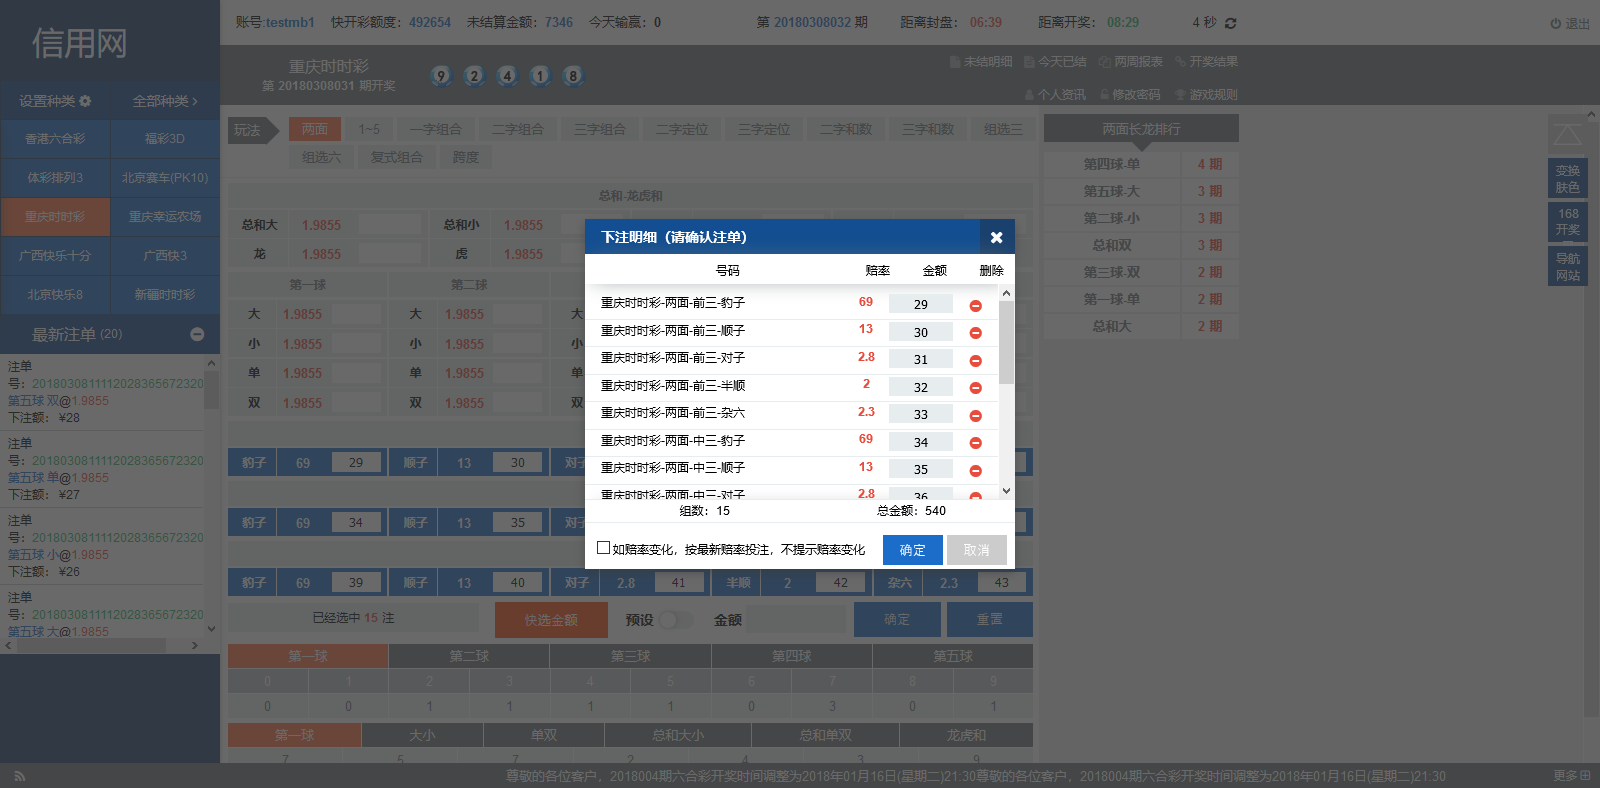 账号:testmb1 快开彩额度：492654 未结算金额：7346 今天输赢：0 第 20180308032 期 距离封盘：06:39 距离开奖：08:29 4 秒 退出
信用网
重庆时时彩
第 20180308031 期开奖
9 2 4 1 8
未结明细 今天已结 两周报表 开奖结果
个人资讯 修改密码 游戏规则
设置种类 全部种类
香港六合彩 福彩3D
体彩排列3 北京赛车(PK10)
重庆时时彩 重庆幸运农场
广西快乐十分 广西快3
北京快乐8 新疆时时彩
最新注单 (20)
注单
号：20180308111120283656723​20
第五球 双@1.9855
下注额： ¥28
注单
号：2018030811112028365672320
第五球 单@1.9855
下注额： ¥27
注单
号：2018030811112028365672320
第五球 小@1.9855
下注额： ¥26
注单
号：2018030811112028365672320
第五球 大@1.9855
玩法 两面 1~5 一字组合 二字组合 三字组合 二字定位 三字定位 二字和数 三字和数 组选三
组选六 复式组合 跨度
总和-龙虎和
总和大 1.9855 总和小 1.9855
龙 1.9855 虎 1.9855
第一球 第二球
大 1.9855 大 1.9855 大
小 1.9855 小 1.9855 小
单 1.9855 单 1.9855 单
双 1.9855 双 1.9855 双
豹子 69 29 顺子 13 30 对子
豹子 69 34 顺子 13 35 对子
豹子 69 39 顺子 13 40 对子 2.8 41 半顺 2 42 杂六 2.3 43
已经选中 15 注 快选金额 预设 金额 确定 重置
第一球 第二球 第三球 第四球 第五球
0 1 2 3 4 5 6 7 8 9
0 0 1 1 1 1 0 3 0 1
第一球 大小 单双 总和大小 总和单双 龙虎和
7 5 7 2 4 3 9
下注明细（请确认注单）
号码 赔率 金额 删除
重庆时时彩-两面-前三-豹子 69 29
重庆时时彩-两面-前三-顺子 13 30
重庆时时彩-两面-前三-对子 2.8 31
重庆时时彩-两面-前三-半顺 2 32
重庆时时彩-两面-前三-杂六 2.3 33
重庆时时彩-两面-中三-豹子 69 34
重庆时时彩-两面-中三-顺子 13 35
重庆时时彩-两面-中三-对子 2.8 36
组数：15 总金额：540
如赔率变化，按最新赔率投注，不提示赔率变化 确定 取消
两面长龙排行
第四球-单 4 期
第五球-大 3 期
第二球-小 3 期
总和双 3 期
第三球-双 2 期
第一球-单 2 期
总和大 2 期
变换
肤色
168
开奖
导航
网站
尊敬的各位客户，2018004期六合彩开奖时间调整为2018年01月16日(星期二)21:30尊敬的各位客户，2018004期六合彩开奖时间调整为2018年01月16日(星期二)21:30 更多